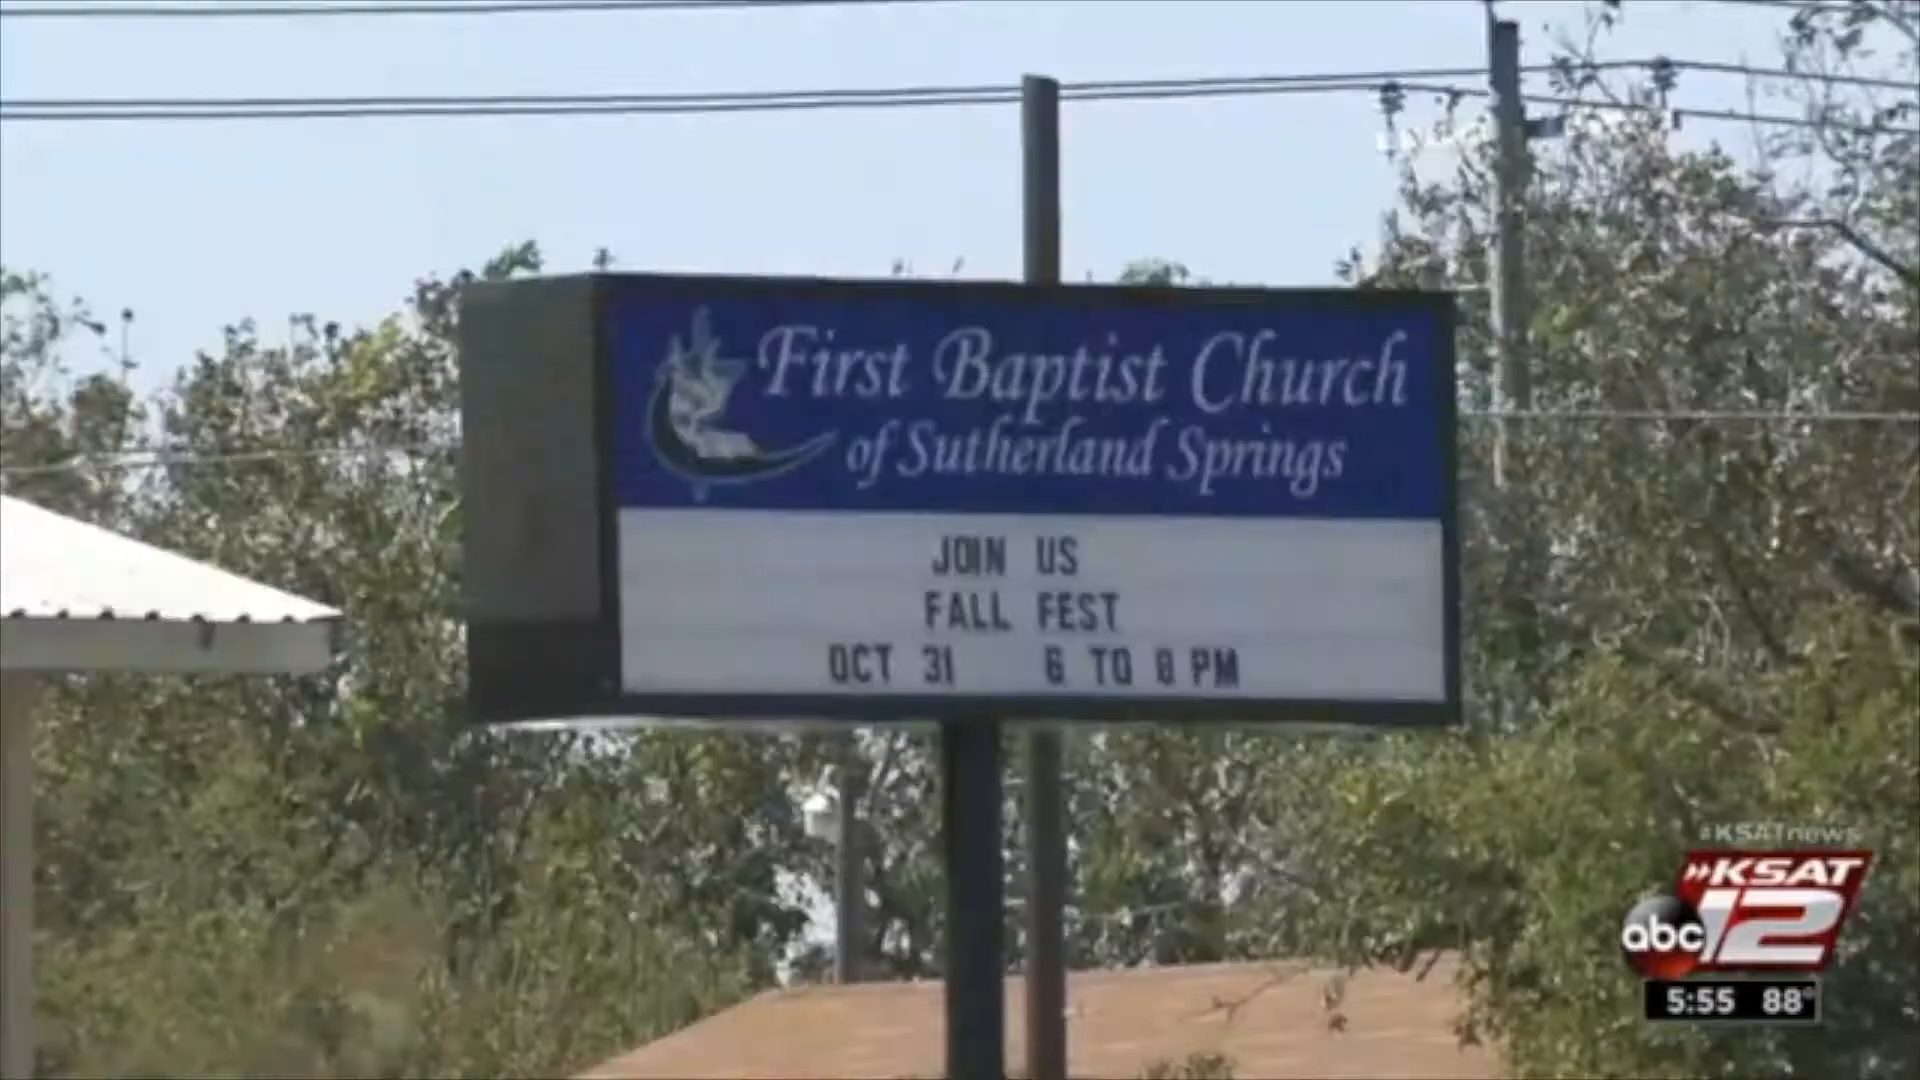 First Baptist Church
of Sutherland Springs
JOIN US
FALL FEST
OCT 31 6 TO 8 PM
#KSATnews
»KSAT
abc 12
5:55 88°